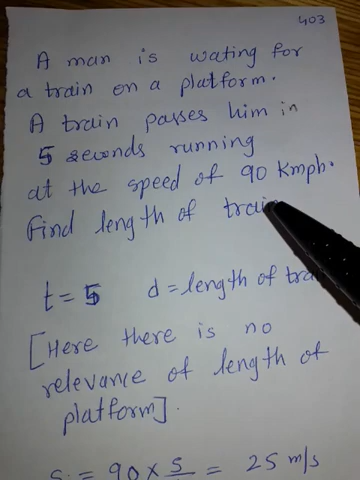 403
A man is wating for
a train on a platform.
A train passes him in
5 seconds running
at the speed of 90 Kmph.
Find length of train
t = 5 d = length of tra
[Here there is no
relevance of length of
platform].
S = 90 × 5 = 25 m/s